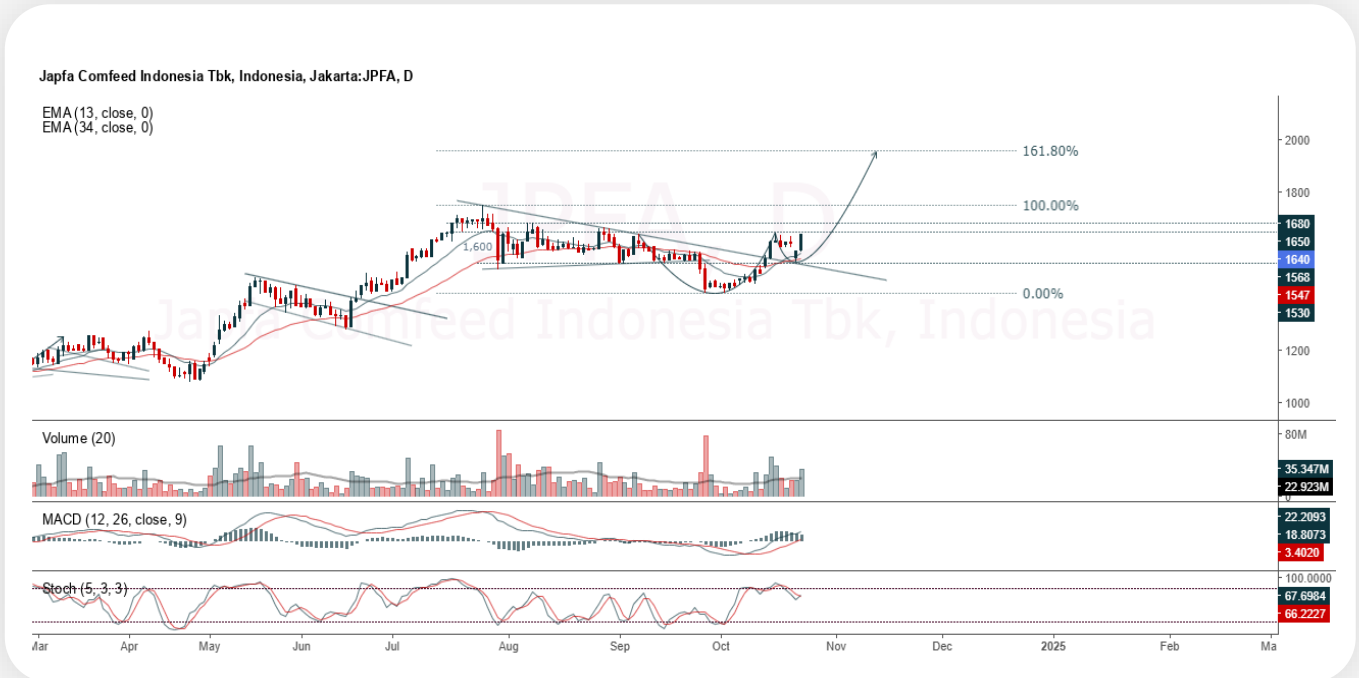 Japfa Comfeed Indonesia Tbk, Indonesia, Jakarta:JPFA, D
EMA (13, close, 0)
EMA (34, close, 0)
JPFA, D
Japfa Comfeed Indonesia Tbk, Indonesia
161.80%
100.00%
0.00%
1,600
2000
1800
1680
1650
1640
1568
1547
1530
1200
1000
Volume (20)
80M
35.347M
22.923M
0
MACD (12, 26, close, 9)
22.2093
18.8073
3.4020
Stoch (5, 3, 3)
100.0000
67.6984
66.2227
Mar Apr May Jun Jul Aug Sep Oct Nov Dec 2025 Feb Ma